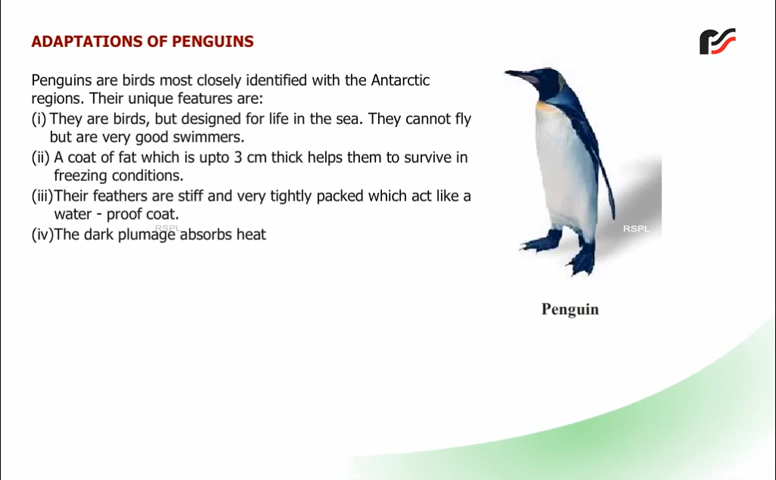 ADAPTATIONS OF PENGUINS
Penguins are birds most closely identified with the Antarctic
regions. Their unique features are:
(i) They are birds, but designed for life in the sea. They cannot fly
but are very good swimmers.
(ii) A coat of fat which is upto 3 cm thick helps them to survive in
freezing conditions.
(iii)Their feathers are stiff and very tightly packed which act like a
water - proof coat.
RSPL
(iv)The dark plumage absorbs heat
RSPL
Penguin